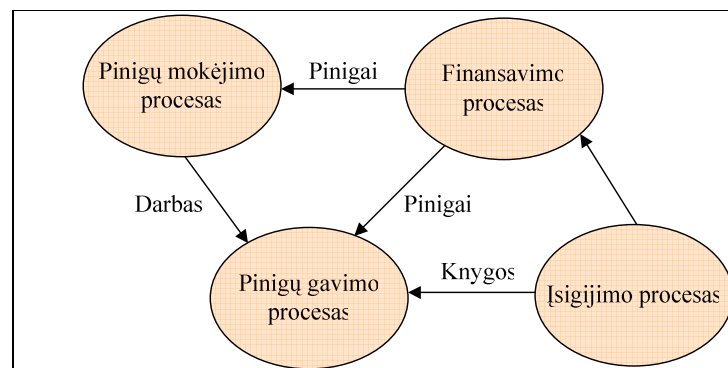 Pinigų mokėjimo
procesas
Pinigai
Finansavimo
procesas
Darbas
Pinigai
Pinigų gavimo
procesas
Knygos
Įsigijimo procesas